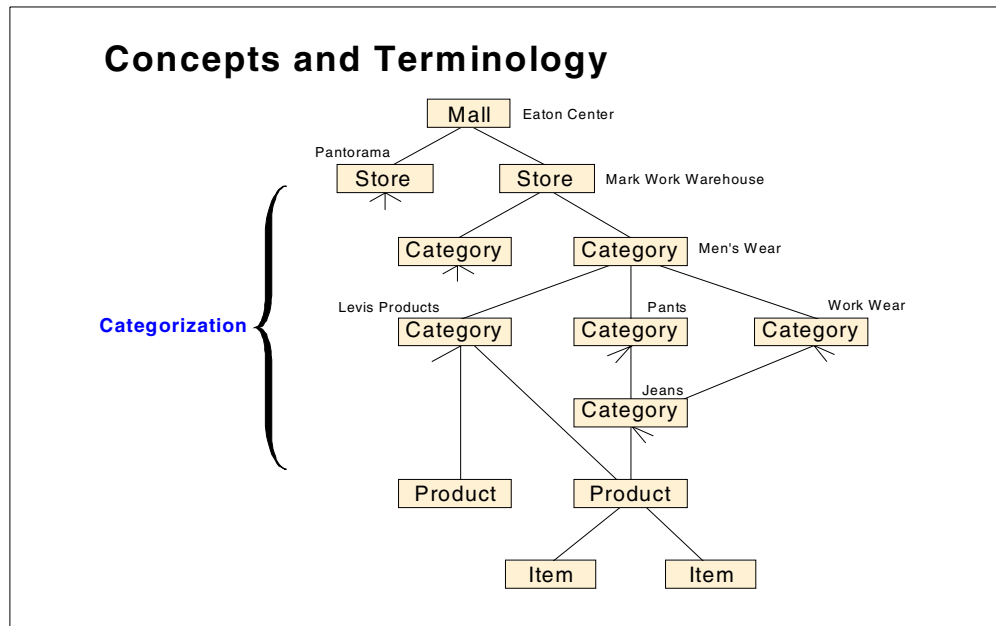 Concepts and Terminology
Mall
Eaton Center
Pantorama
Store
Store
Mark Work Warehouse
Category
Category
Men's Wear
Levis Products
Pants
Work Wear
Categorization
Category
Category
Category
Jeans
Category
Product
Product
Item
Item